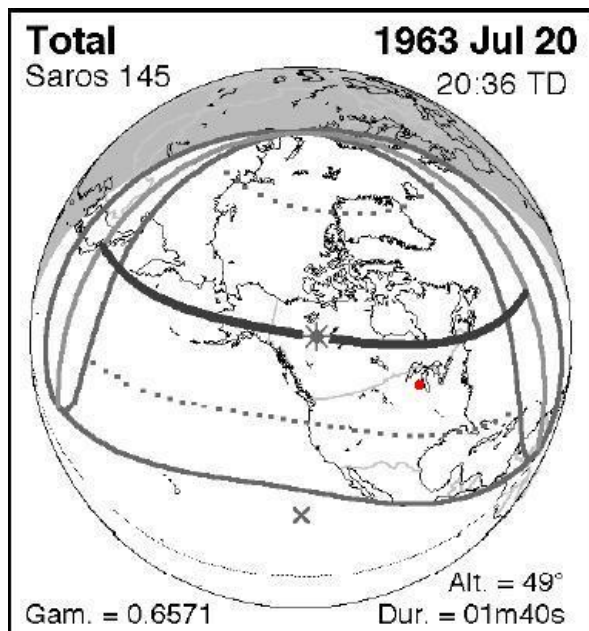 Total 1963 Jul 20
Saros 145 20:36 TD
Alt. = 49°
Gam. = 0.6571 Dur. = 01m40s